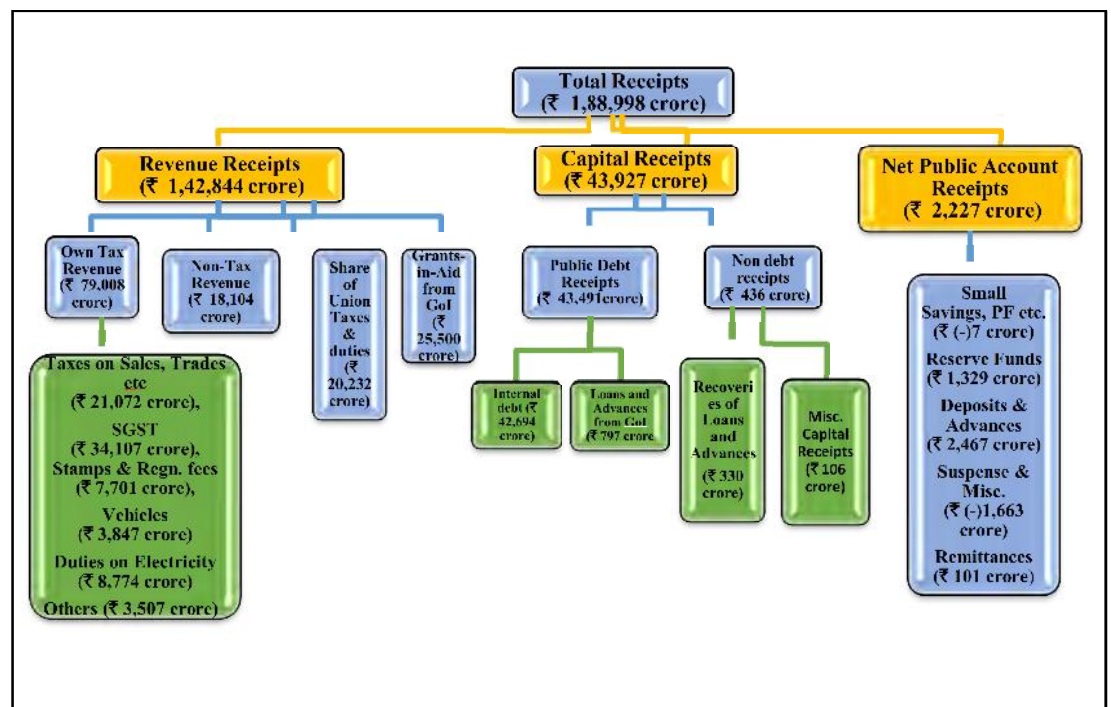 Total Receipts
(₹ 1,88,998 crore)
Revenue Receipts
(₹ 1,42,844 crore)
Capital Receipts
(₹ 43,927 crore)
Net Public Account
Receipts
(₹ 2,227 crore)
Own Tax
Revenue
(₹ 79,008
crore)
Non-Tax
Revenue
(₹ 18,104
crore)
Share
of
Union
Taxes
&
duties
(₹
20,232
crore)
Grants-
in-Aid
from
GoI
(₹
25,500
crore)
Public Debt
Receipts
(₹ 43,491crore)
Non debt
receipts
(₹ 436 crore)
Taxes on Sales, Trades
etc
(₹ 21,072 crore),
SGST
(₹ 34,107 crore),
Stamps & Regn. fees
(₹ 7,701 crore),
Vehicles
(₹ 3,847 crore)
Duties on Electricity
(₹ 8,774 crore)
Others (₹ 3,507 crore)
Internal
debt (₹
42,694
crore)
Loans and
Advances
from GoI
(₹ 797 crore
Recoveri
es of
Loans
and
Advances
(₹ 330
crore)
Misc.
Capital
Receipts
(₹ 106
crore)
Small
Savings, PF etc.
(₹ (-)7 crore)
Reserve Funds
(₹ 1,329 crore)
Deposits &
Advances
(₹ 2,467 crore)
Suspense &
Misc.
(₹ (-)1,663
crore)
Remittances
(₹ 101 crore)